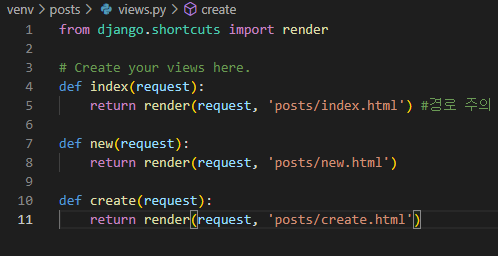 venv > posts > views.py > create
1 from django.shortcuts import render
2
3 # Create your views here.
4 def index(request):
5     return render(request, 'posts/index.html') #경로 주의
6
7 def new(request):
8     return render(request, 'posts/new.html')
9
10 def create(request):
11     return render(request, 'posts/create.html')